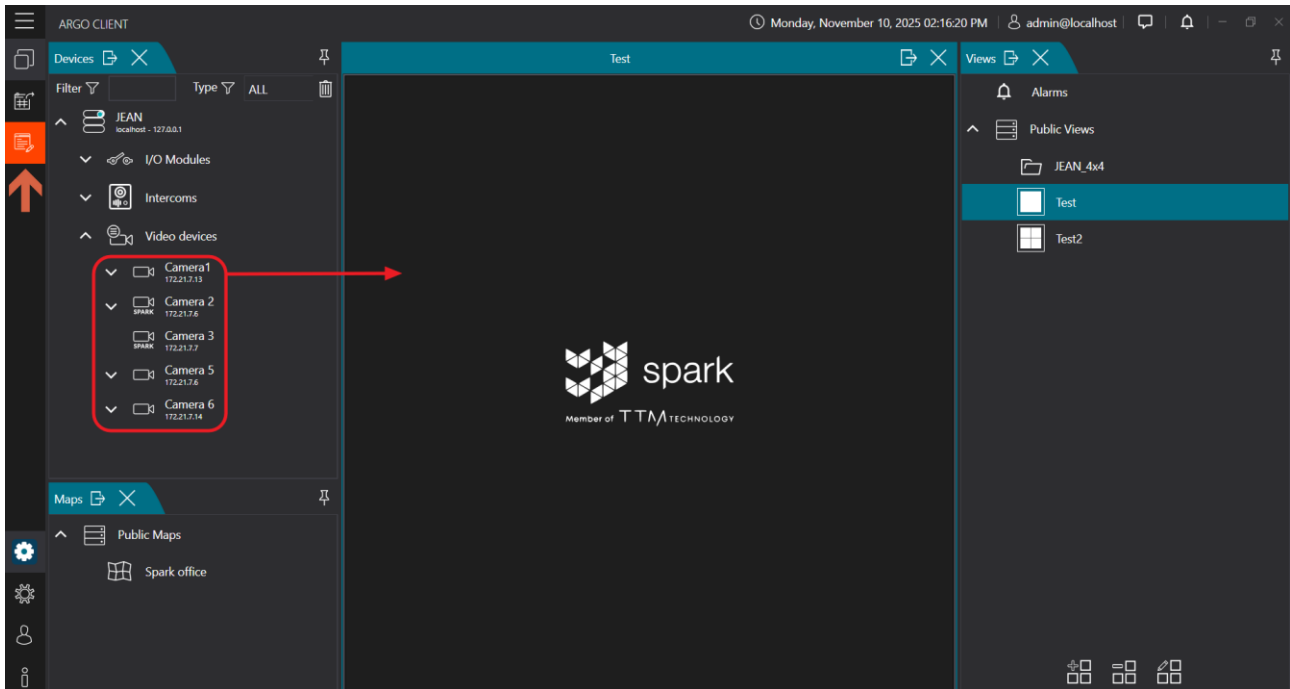 ARGO CLIENT
Monday, November 10, 2025 02:16:20 PM
admin@localhost
Devices
Test
Views
Filter
Type
ALL
JEAN
localhost - 127.0.0.1
I/O Modules
Intercoms
Video devices
Camera1
172.21.7.13
SPARK
Camera 2
172.21.7.6
SPARK
Camera 3
172.21.7.7
Camera 5
172.21.7.6
Camera 6
172.21.7.14
Maps
Public Maps
Spark office
spark
Member of TTM TECHNOLOGY
Alarms
Public Views
JEAN_4x4
Test
Test2